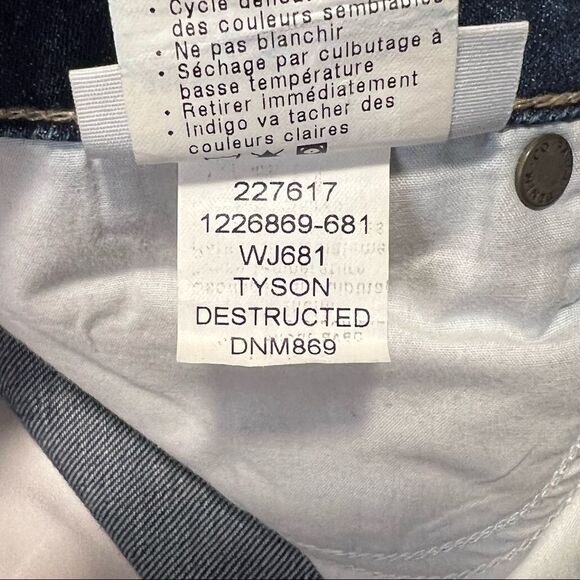 • Cycle
des couleurs semblables
• Ne pas blanchir
• Séchage par culbutage à
basse température
• Retirer immédiatement
• Indigo va tacher des
couleurs claires
227617
1226869-681
WJ681
TYSON
DESTRUCTED
DNM869